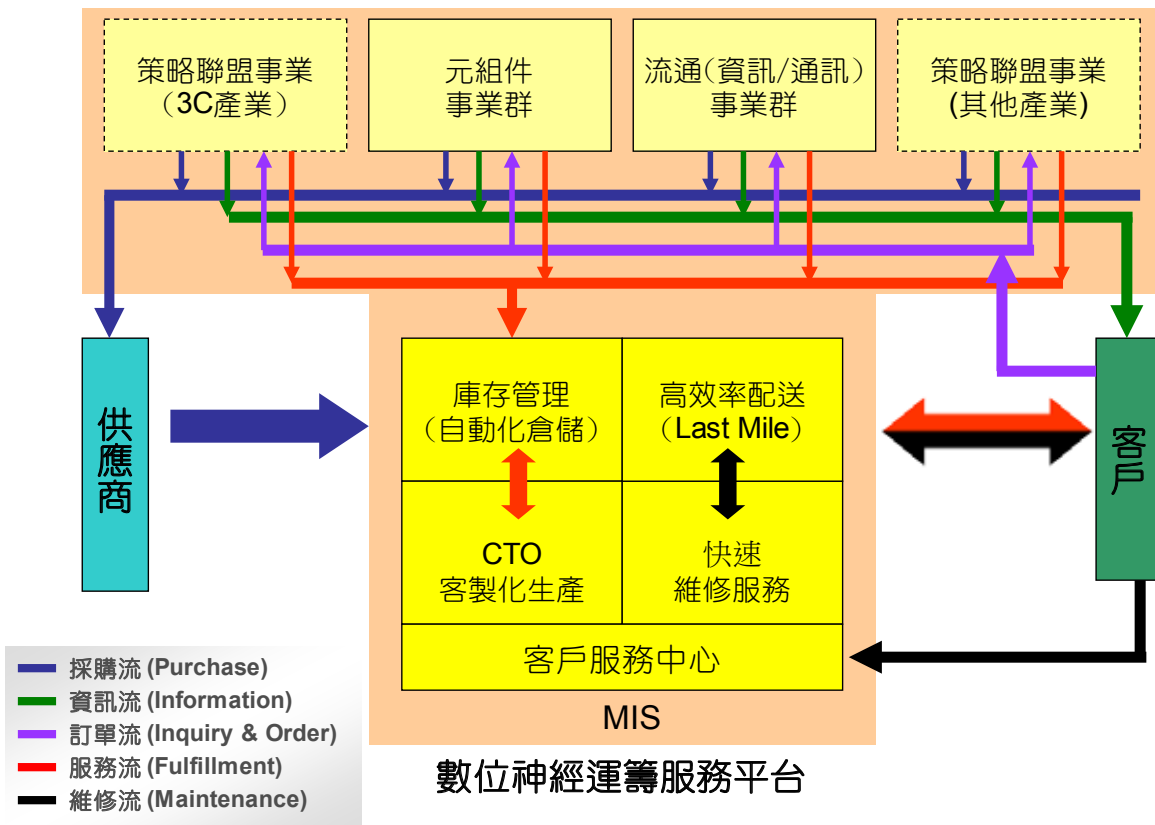 策略聯盟事業
（3C產業）
元組件
事業群
流通（資訊/通訊）
事業群
策略聯盟事業
(其他產業)
供應商
庫存管理
（自動化倉儲）
高效率配送
（Last Mile）
CTO
客製化生產
快速
維修服務
客戶服務中心
客戶
MIS
數位神經運籌服務平台
採購流 (Purchase)
資訊流 (Information)
訂單流 (Inquiry & Order)
服務流 (Fulfillment)
維修流 (Maintenance)